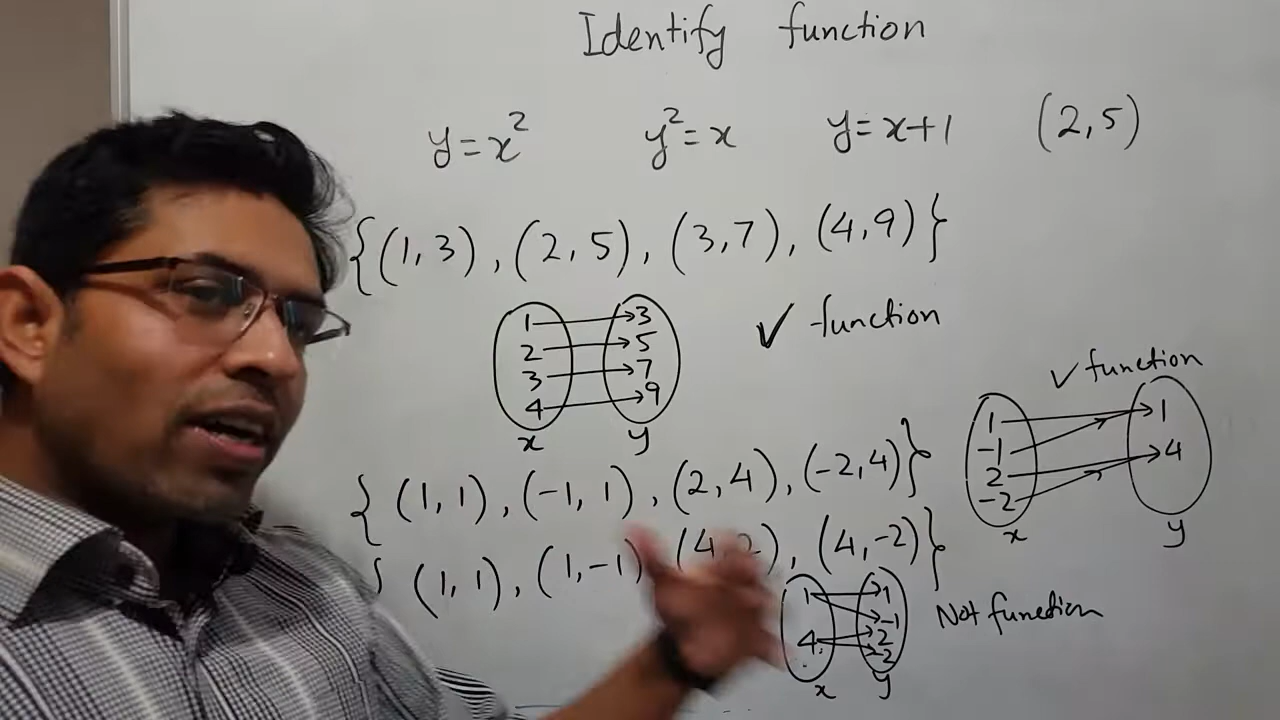 Identify function
y=x² y²=x y=x+1 (2,5)
{(1,3), (2,5), (3,7), (4,9)}
1 3
2 5
3 7
4 9
x y
✓ function
✓ function
1 1
-1
2 4
-2
x y
{(1,1), (-1,1), (2,4), (-2,4)}
{(1,1), (1,-1), (4,2), (4,-2)}
1 1
-1
4 2
-2
x y
Not function